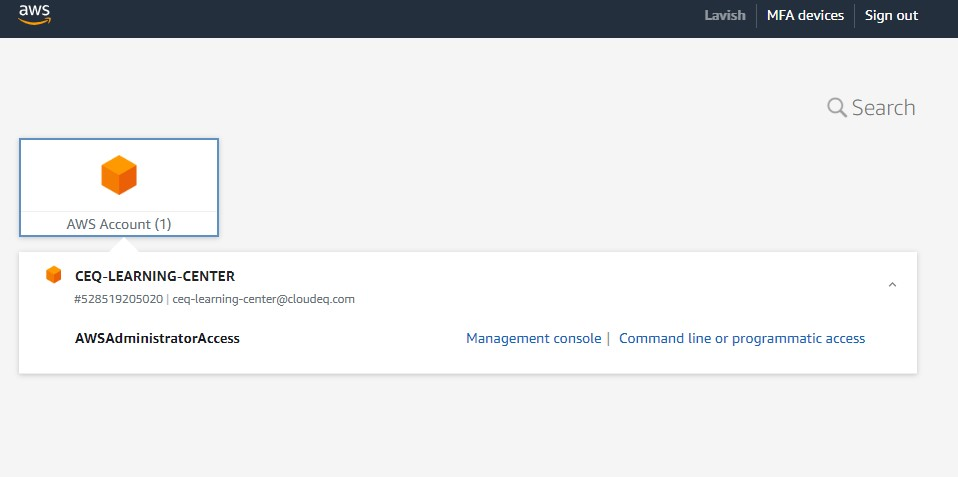 aws
Lavish | MFA devices | Sign out
Search
AWS Account (1)
CEQ-LEARNING-CENTER
#528519205020 | ceq-learning-center@cloudeq.com
AWSAdministratorAccess Management console | Command line or programmatic access